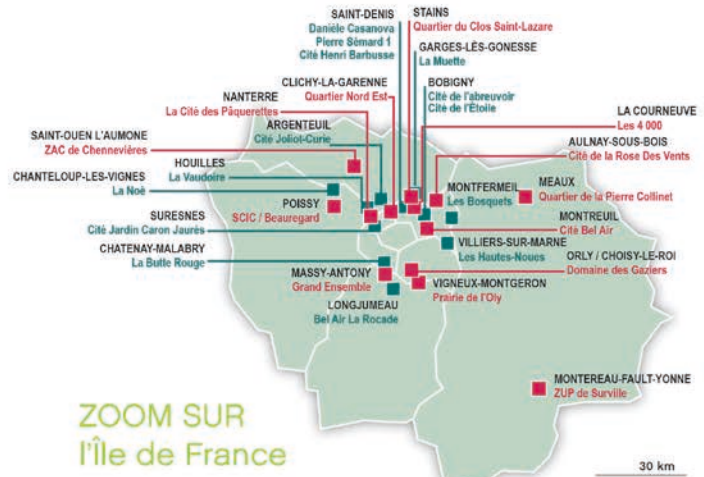 SAINT-DENIS
Danièle Casanova
Pierre Sémard 1
Cité Henri Barbusse
STAINS
Quartier du Clos Saint-Lazare
GARGES-LÈS-GONESSE
La Muette
CLICHY-LA-GARENNE
Quartier Nord Est
BOBIGNY
Cité de l'abreuvoir
Cité de l'Étoile
NANTERRE
La Cité des Pâquerettes
LA COURNEUVE
Les 4 000
ARGENTEUIL
Cité Joliot-Curie
SAINT-OUEN L'AUMONE
ZAC de Chennevières
AULNAY-SOUS-BOIS
Cité de la Rose Des Vents
HOUILLES
La Vaudoire
CHANTELOUP-LES-VIGNES
La Noè
MONTFERMEIL
Les Bosquets
MEAUX
Quartier de la Pierre Collinet
POISSY
SCIC / Beauregard
SURESNES
Cité Jardin Caron Jaurès
MONTREUIL
Cité Bel Air
VILLIERS-SUR-MARNE
Les Hautes-Noues
CHATENAY-MALABRY
La Butle Rouge
ORLY / CHOISY-LE-ROI
Domaine des Gaziers
MASSY-ANTONY
Grand Ensemble
VIGNEUX-MONTGERON
Prairie de l'Oly
LONGJUMEAU
Bel Air La Rocade
MONTEREAU-FAULT-YONNE
ZUP de Surville
ZOOM SUR
l'Île de France
30 km